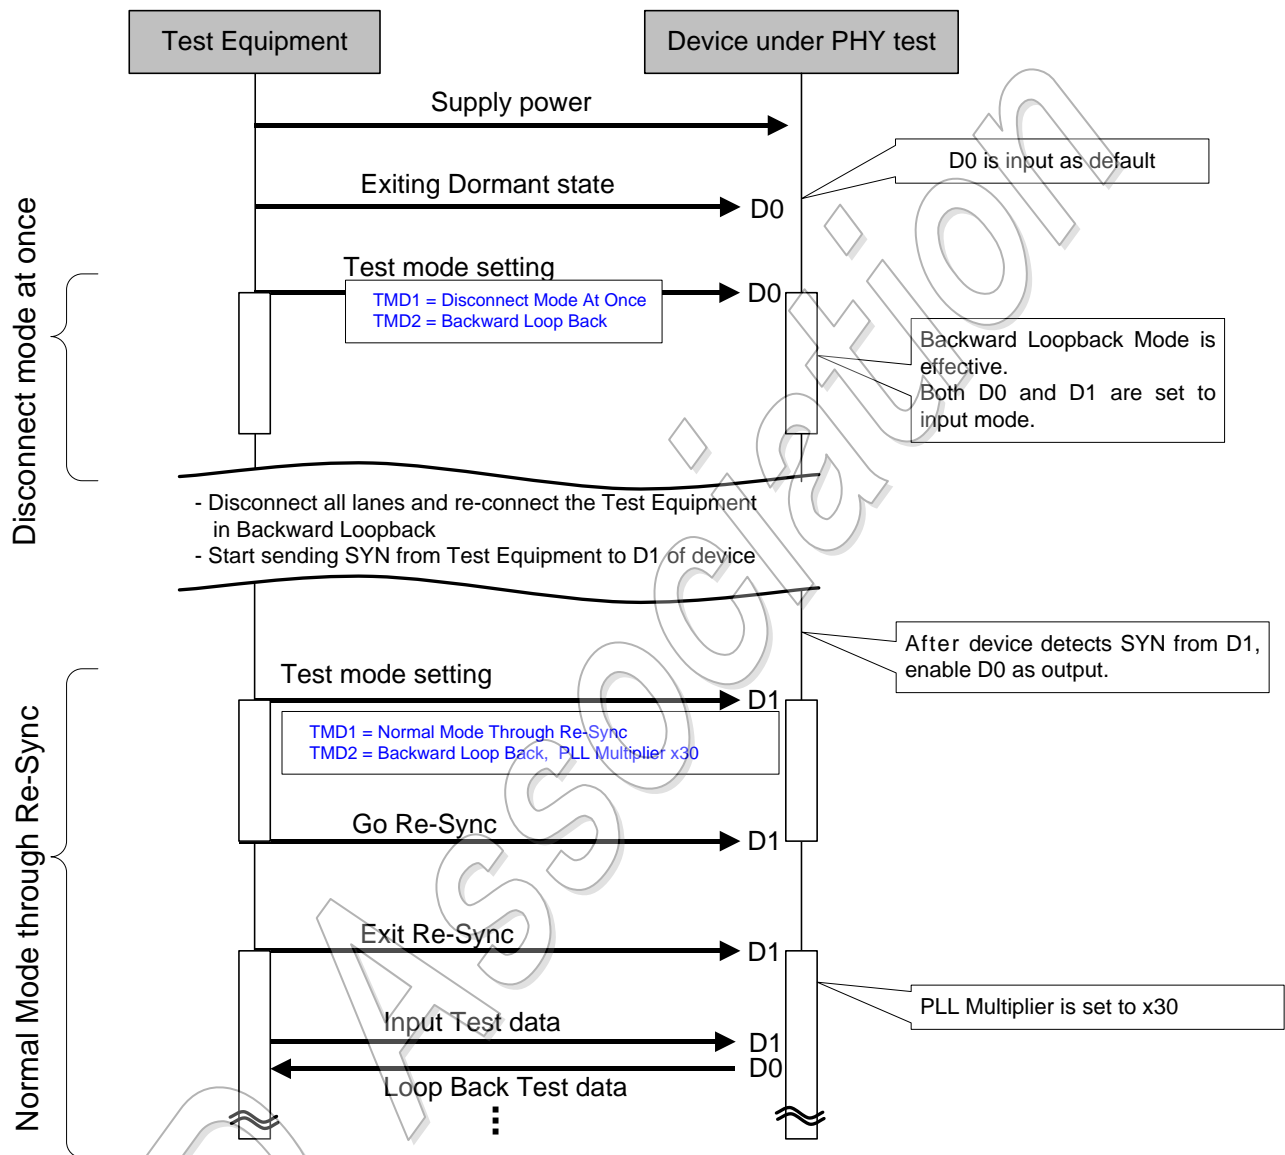 Test Equipment
Device under PHY test
Supply power
D0 is input as default
Exiting Dormant state
D0
Disconnect mode at once
Test mode setting
D0
TMD1 = Disconnect Mode At Once
TMD2 = Backward Loop Back
Backward Loopback Mode is
effective.
Both D0 and D1 are set to
input mode.
- Disconnect all lanes and re-connect the Test Equipment
in Backward Loopback
- Start sending SYN from Test Equipment to D1 of device
After device detects SYN from D1,
enable D0 as output.
Normal Mode through Re-Sync
Test mode setting
D1
TMD1 = Normal Mode Through Re-Sync
TMD2 = Backward Loop Back, PLL Multiplier x30
Go Re-Sync
D1
Exit Re-Sync
D1
PLL Multiplier is set to x30
Input Test data
D1
D0
Loop Back Test data
Association